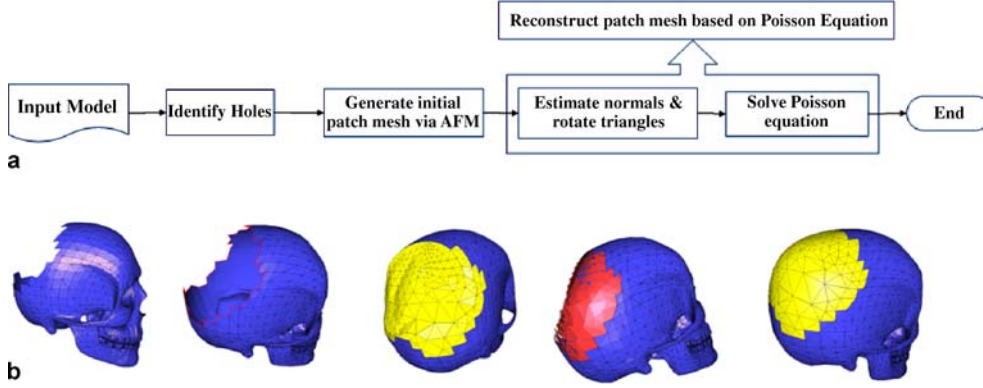 Reconstruct patch mesh based on Poisson Equation
Input Model
Identify Holes
Generate initial
patch mesh via AFM
Estimate normals &
rotate triangles
Solve Poisson
equation
End
a
b